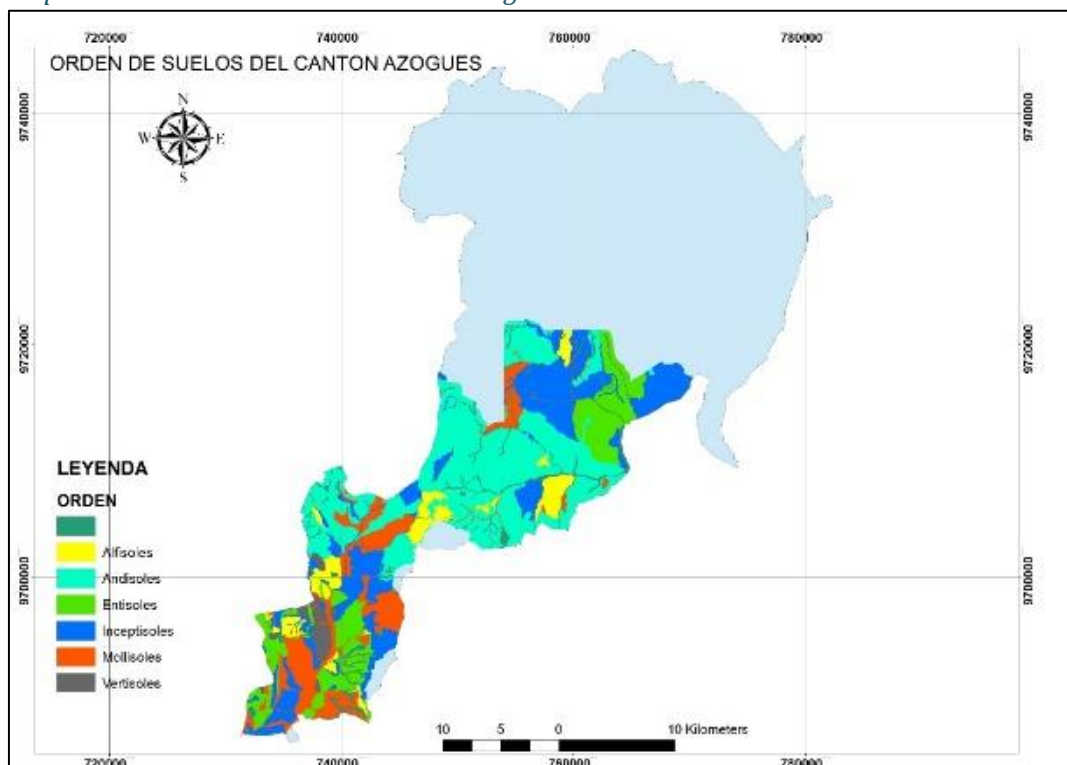 720000 740000 760000 780000
ORDEN DE SUELOS DEL CANTON AZOGUES
N
W E
S
9740000 9740000
9720000 9720000
LEYENDA
ORDEN
Alfisoles
Andisoles
Entisoles
Inceptisoles
Mollisoles
Vertisoles
9700000 9700000
10 5 0 10 Kilometers
720000 740000 760000 780000